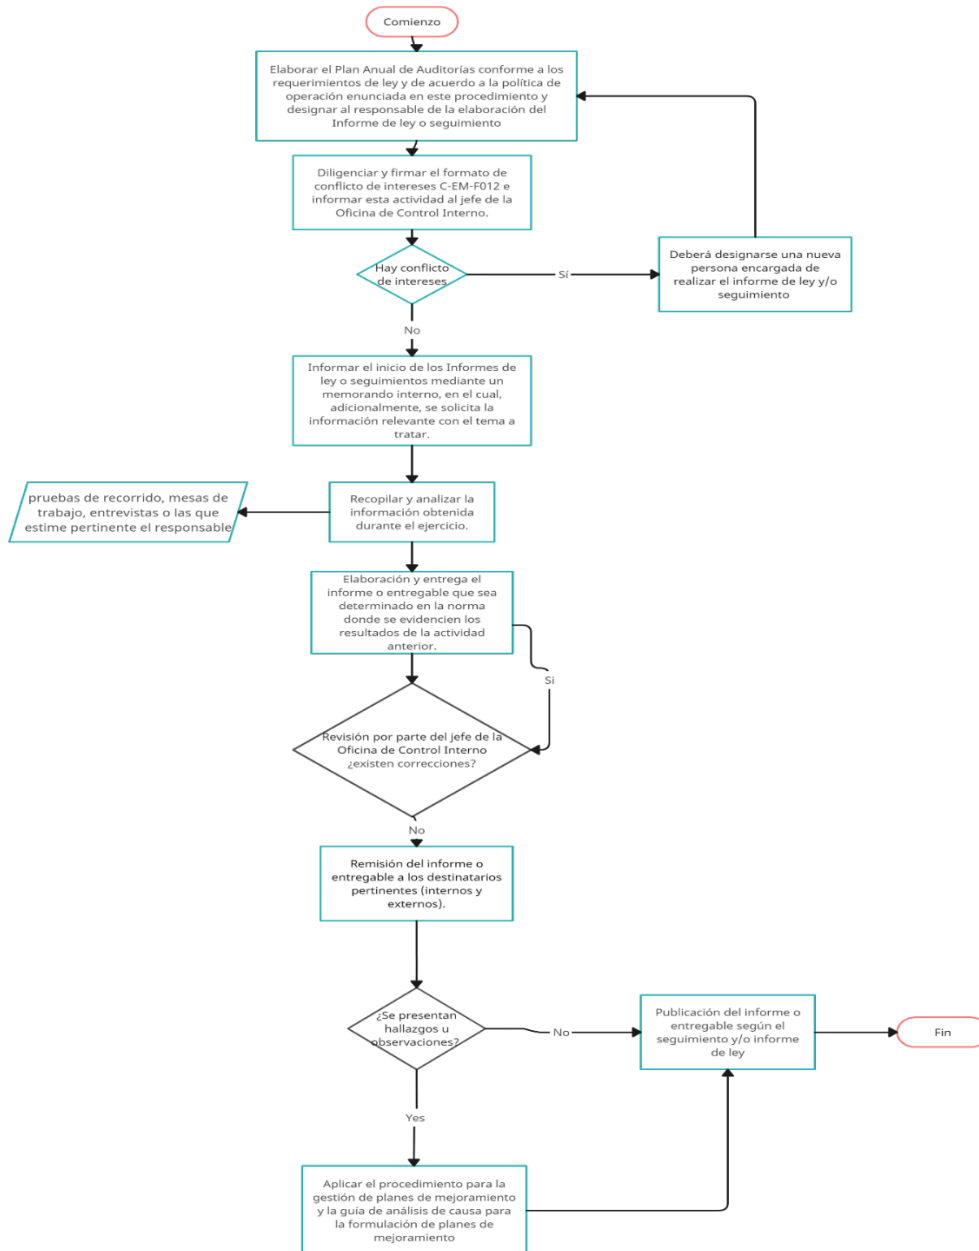 Comienzo
Elaborar el Plan Anual de Auditorías conforme a los
requerimientos de ley y de acuerdo a la política de
operación enunciada en este procedimiento y
designar al responsable de la elaboración del
Informe de ley o seguimiento
Diligenciar y firmar el formato de
conflicto de intereses C-EM-F012 e
informar esta actividad al jefe de la
Oficina de Control Interno.
Hay conflicto
de intereses
Sí
Deberá designarse una nueva
persona encargada de
realizar el informe de ley y/o
seguimiento
No
Informar el inicio de los Informes de
ley o seguimientos mediante un
memorando interno, en el cual,
adicionalmente, se solicita la
información relevante con el tema a
tratar.
pruebas de recorrido, mesas de
trabajo, entrevistas o las que
estime pertinente el responsable
Recopilar y analizar la
información obtenida
durante el ejercicio.
Elaboración y entrega el
informe o entregable que sea
determinado en la norma
donde se evidencien los
resultados de la actividad
anterior.
Si
Revisión por parte del jefe de la
Oficina de Control Interno
¿existen correcciones?
No
Remisión del informe o
entregable a los destinatarios
pertinentes (internos y
externos).
¿Se presentan
hallazgos u
observaciones?
No
Publicación del informe o
entregable según el
seguimiento y/o informe
de ley
Fin
Yes
Aplicar el procedimiento para la
gestión de planes de mejoramiento
y la guía de análisis de causa para
la formulación de planes de
mejoramiento